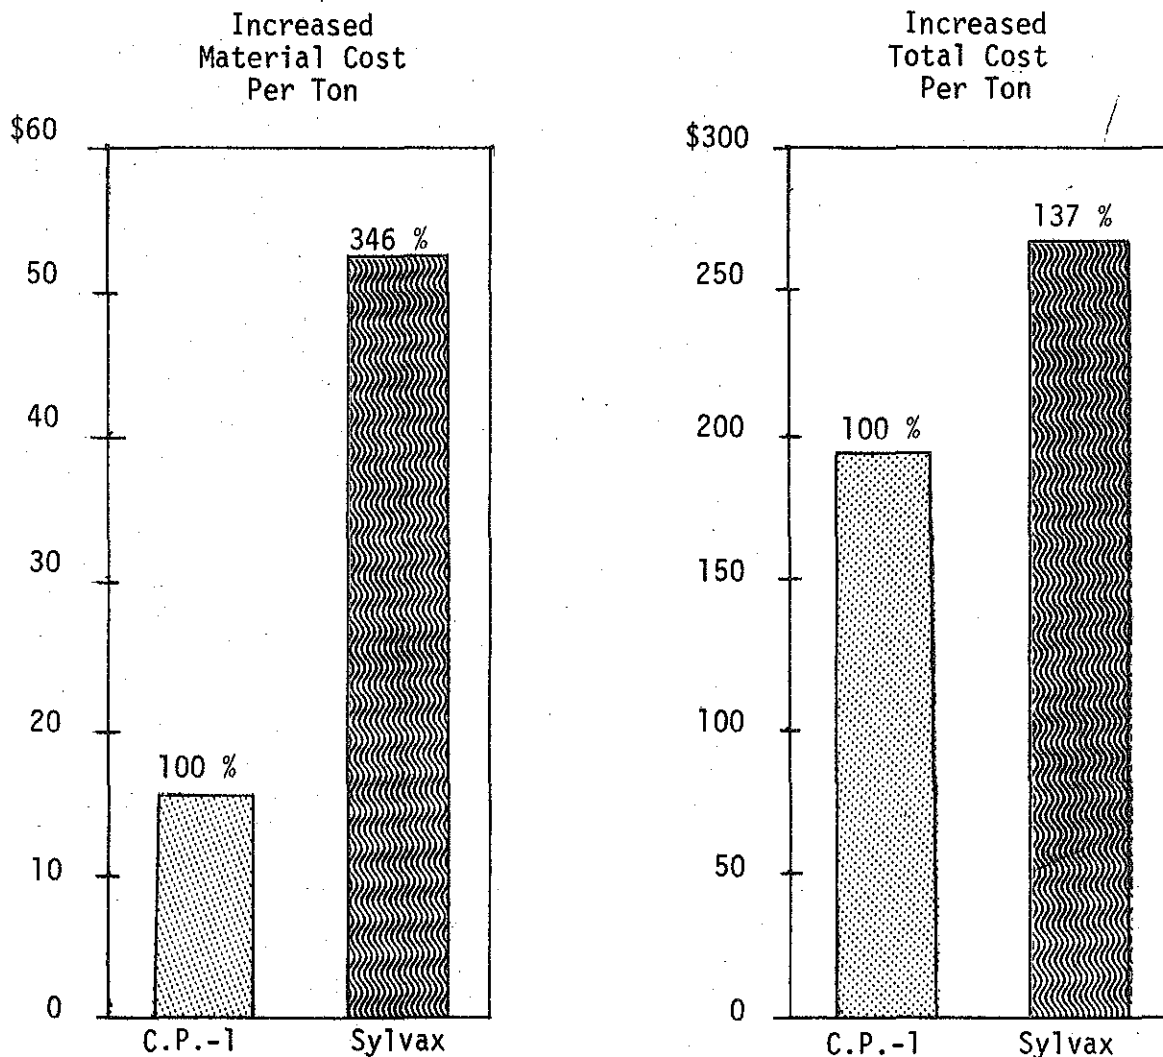 Increased
Material Cost
Per Ton
$60
346 %
50
40
30
20
100 %
10
0
C.P.-1
Sylvax
Increased
Total Cost
Per Ton
$300
137 %
250
200
100 %
150
100
50
0
C.P.-1
Sylvax